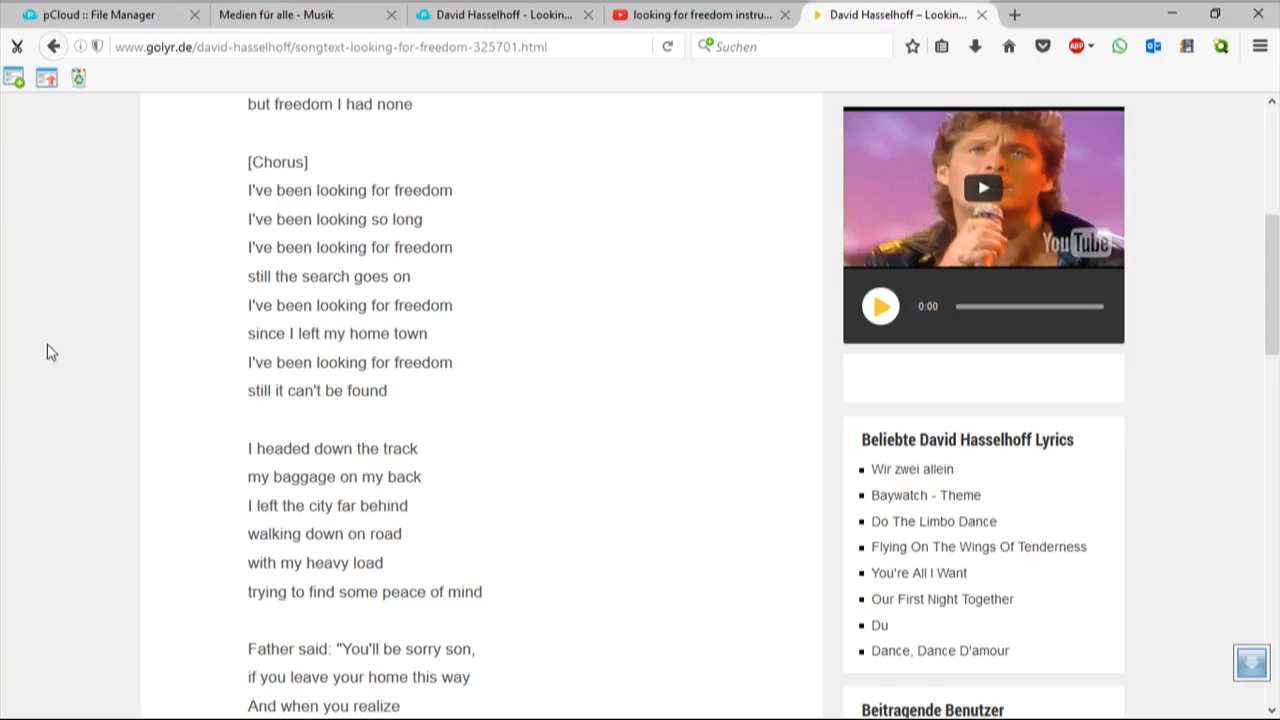 pCloud :: File Manager
Medien für alle - Musik
David Hasselhoff - Lookin...
looking for freedom instru...
David Hasselhoff – Lookin...
www.golyr.de/david-hasselhoff/songtext-looking-for-freedom-325701.html
Suchen
ABP
but freedom I had none
[Chorus]
I've been looking for freedom
I've been looking so long
I've been looking for freedom
still the search goes on
I've been looking for freedom
since I left my home town
I've been looking for freedom
still it can't be found
I headed down the track
my baggage on my back
I left the city far behind
walking down on road
with my heavy load
trying to find some peace of mind
Father said: "You'll be sorry son,
if you leave your home this way
And when you realize
YouTube
0:00
Beliebte David Hasselhoff Lyrics
Wir zwei allein
Baywatch - Theme
Do The Limbo Dance
Flying On The Wings Of Tenderness
You're All I Want
Our First Night Together
Du
Dance, Dance D'amour
Beitragende Benutzer